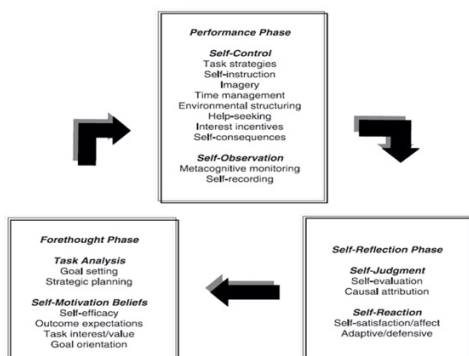 Performance Phase
Self-Control
Task strategies
Self-instruction
Imagery
Time management
Environmental structuring
Help-seeking
Interest incentives
Self-consequences
Self-Observation
Metacognitive monitoring
Self-recording
Forethought Phase
Task Analysis
Goal setting
Strategic planning
Self-Motivation Beliefs
Self-efficacy
Outcome expectations
Task interest/value
Goal orientation
Self-Reflection Phase
Self-Judgment
Self-evaluation
Causal attribution
Self-Reaction
Self-satisfaction/affect
Adaptive/defensive